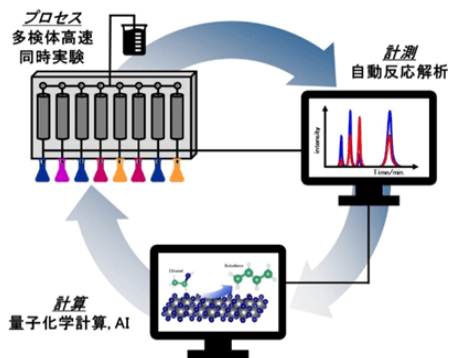 プロセス
多検体高速
同時実験
計測
自動反応解析
intensity
Time/min
計算
量子化学計算, AI
Ethanol
Butadiene